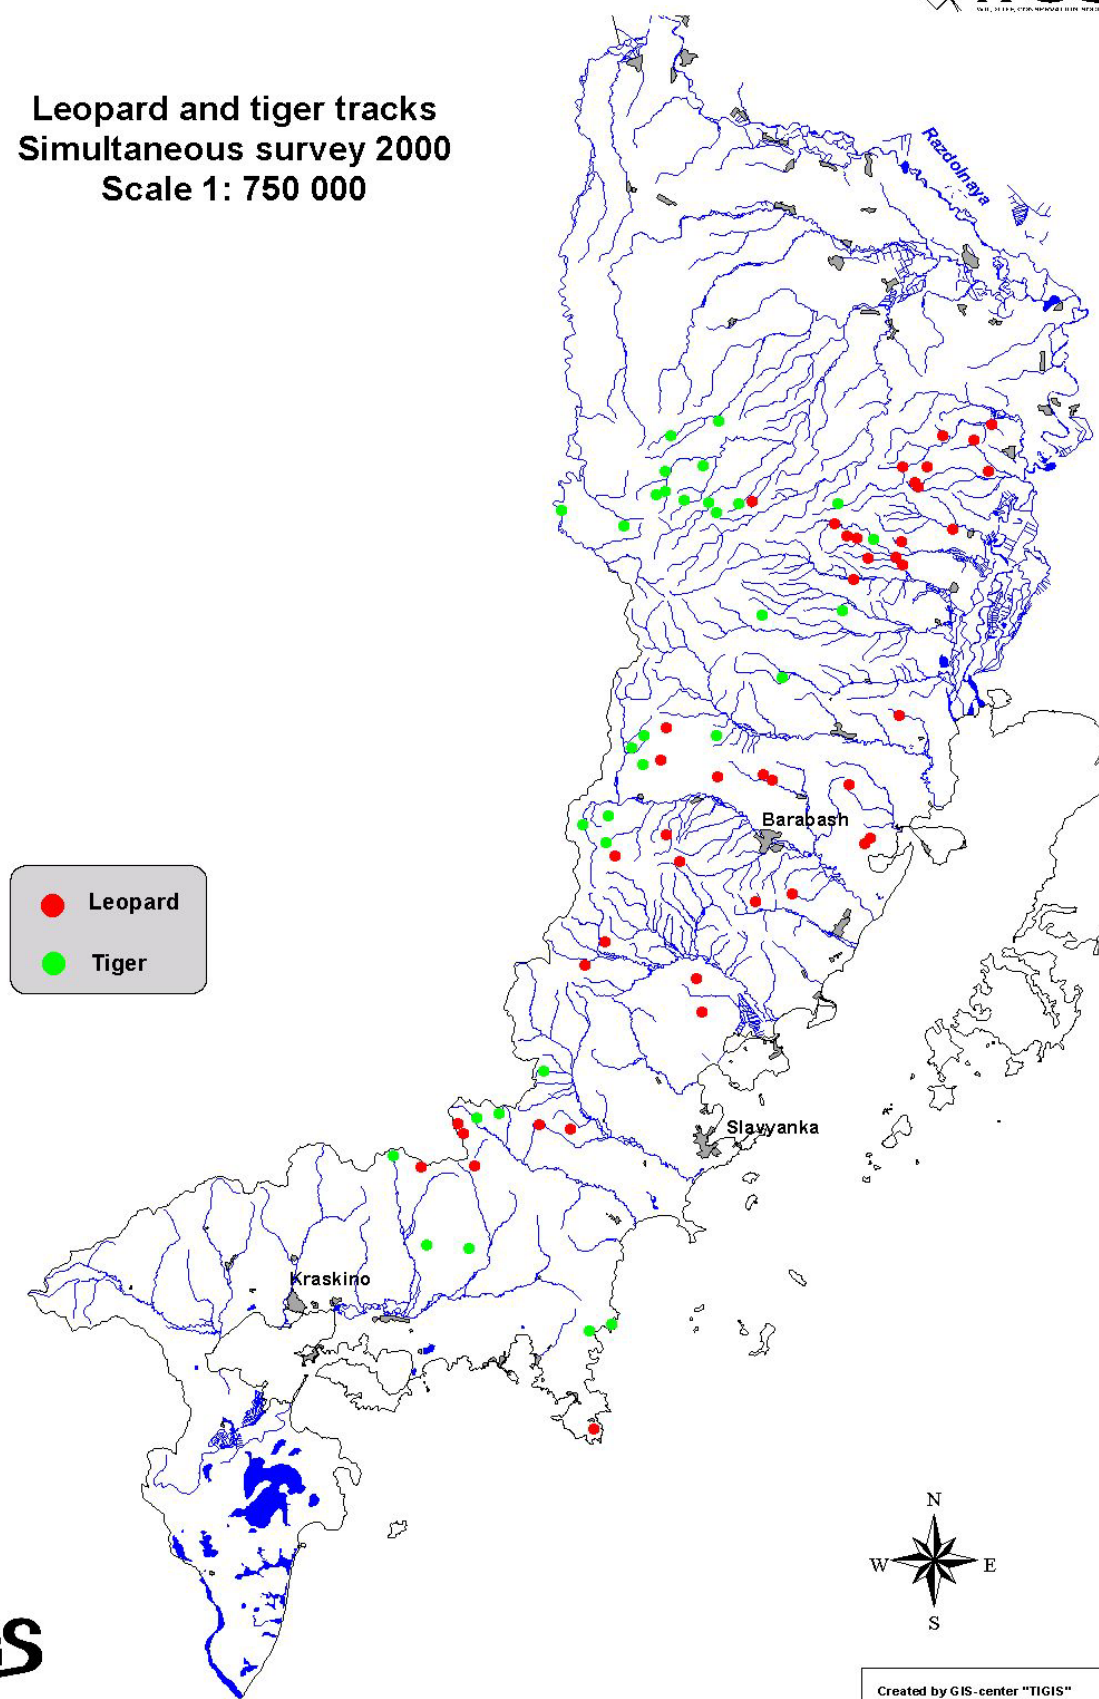 Leopard and tiger tracks
Simultaneous survey 2000
Scale 1: 750 000
Razdolnaya
Barabash
Leopard
Tiger
Slavyanka
Kraskino
N
W
E
S
Created by GIS-center "TIGIS"